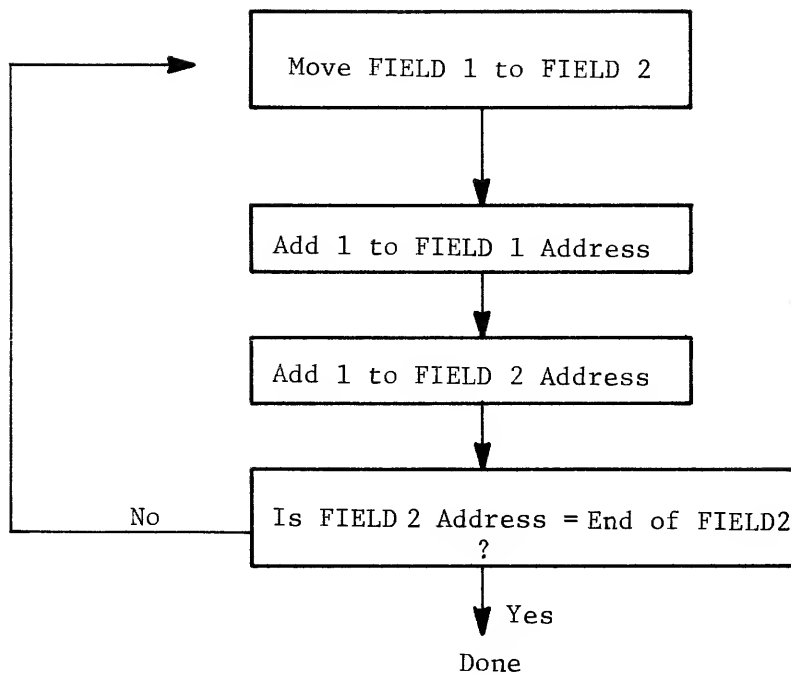 Move FIELD 1 to FIELD 2
Add 1 to FIELD 1 Address
Add 1 to FIELD 2 Address
No
Is FIELD 2 Address = End of FIELD2
?
Yes
Done